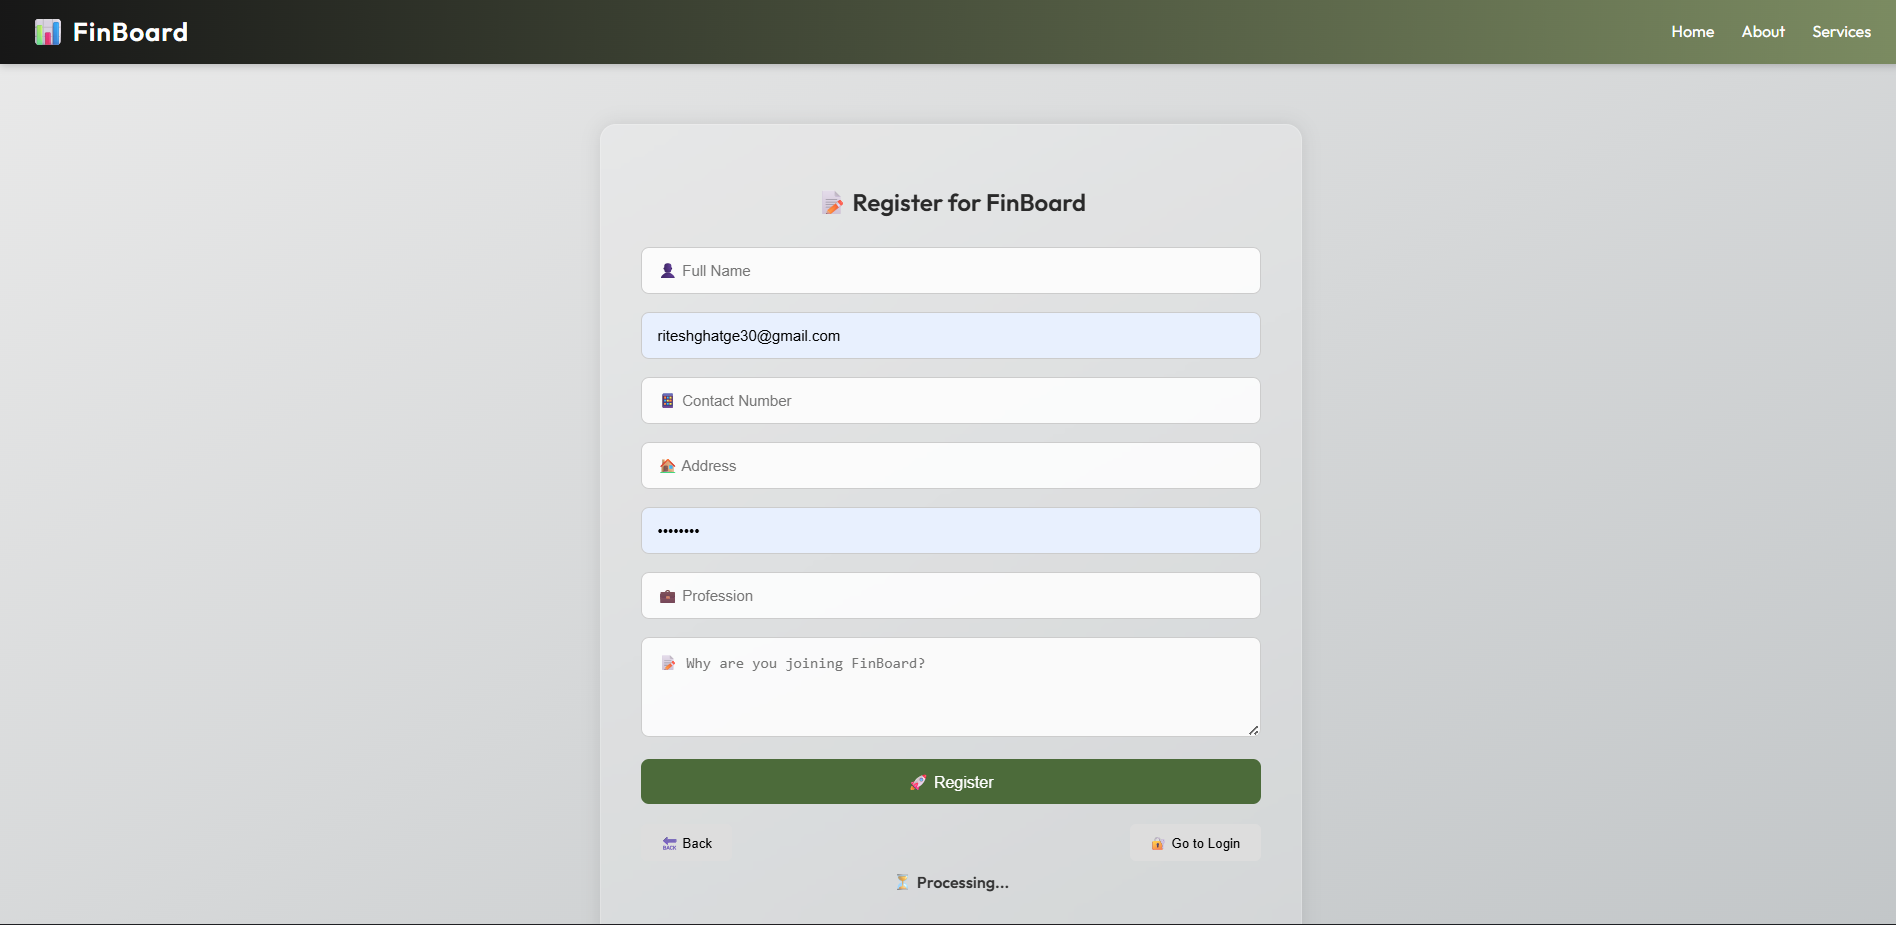 FinBoard
Home About Services
Register for FinBoard
Full Name
riteshghatge30@gmail.com
Contact Number
Address
••••••••
Profession
Why are you joining FinBoard?
Register
BACK Back
Go to Login
Processing...